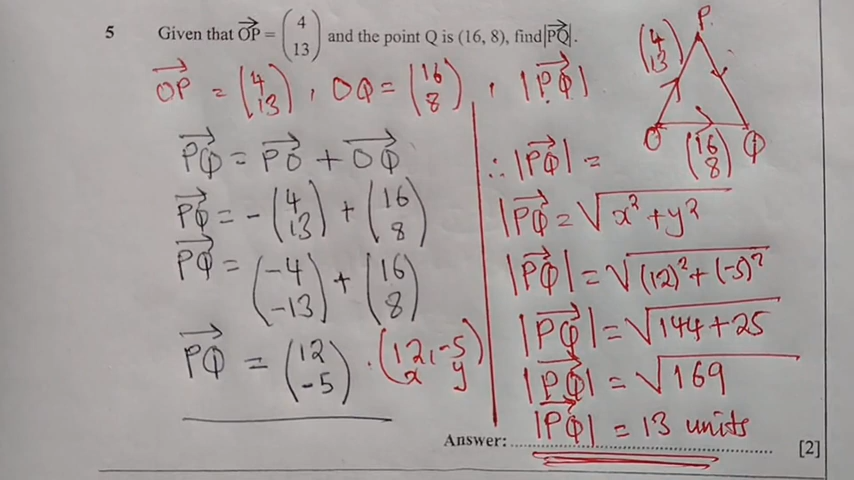 5 Given that OP→ = (4 13) and the point Q is (16, 8), find |PQ→|.
OP→ = (4 13), OQ = (16 8), |PQ→|
PQ→ = PO→ + OQ→
PQ→ = -(4 13) + (16 8)
PQ→ = (-4 -13) + (16 8)
PQ→ = (12 -5) . (12, -5)
x y
P
(4 13)
O
(16 8)
Q
∴ |PQ→| =
|PQ→ = √x² + y²
|PQ→| = √(12)² + (-5)²
|PQ→| = √144 + 25
|PQ→| = √169
|PQ→| = 13 units
Answer: [2]